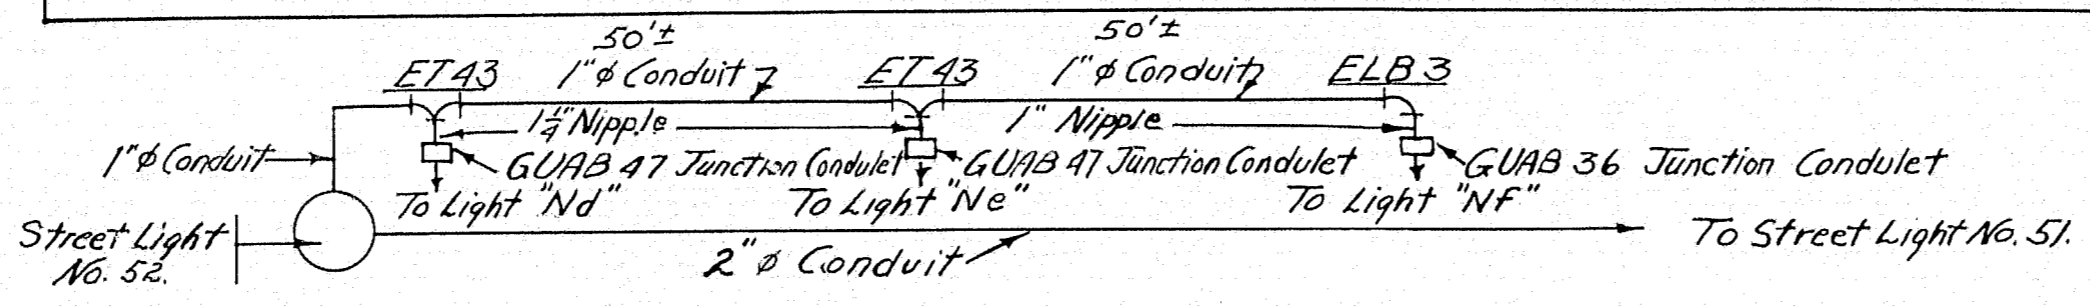 50'± 50'±
ET43 1"ø Conduit ET43 1"ø Conduit ELB3
1¼" Nipple 1" Nipple
1"ø Conduit GUAB 47 Junction Condulet GUAB 47 Junction Condulet GUAB 36 Junction Condulet
To Light "Nd" To Light "Ne" To Light "Nf"
Street Light To Street Light No. 51.
No. 52. 2"ø Conduit